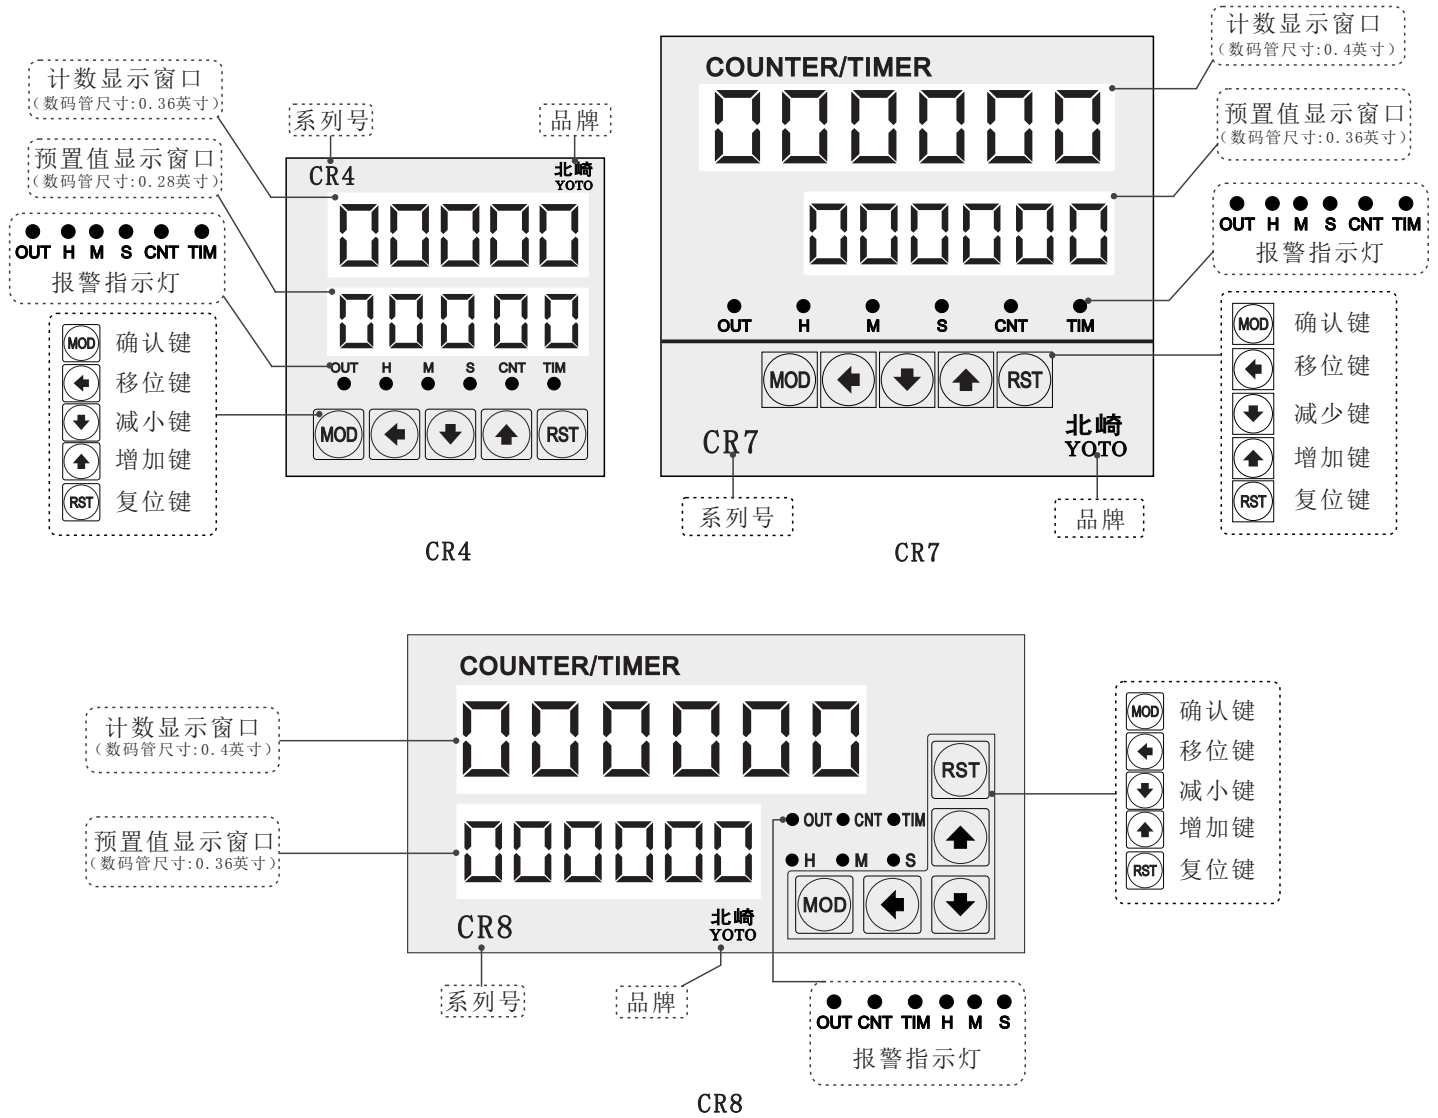 计数显示窗口
(数码管尺寸:0.36英寸)
预置值显示窗口
(数码管尺寸:0.28英寸)
OUT H M S CNT TIM
报警指示灯
MOD 确认键
移位键
减小键
增加键
RST 复位键
系列号
品牌
CR4
北崎
YOTO
00000
00000
OUT H M S CNT TIM
MOD RST
CR4
COUNTER/TIMER
000000
000000
OUT H M S CNT TIM
MOD RST
CR7
北崎
YOTO
系列号
品牌
CR7
计数显示窗口
(数码管尺寸:0.4英寸)
预置值显示窗口
(数码管尺寸:0.36英寸)
OUT H M S CNT TIM
报警指示灯
MOD 确认键
移位键
减少键
增加键
RST 复位键
计数显示窗口
(数码管尺寸:0.4英寸)
预置值显示窗口
(数码管尺寸:0.36英寸)
COUNTER/TIMER
000000
000000
RST
OUT CNT TIM
H M S
MOD
CR8
北崎
YOTO
系列号
品牌
MOD 确认键
移位键
减小键
增加键
RST 复位键
OUT CNT TIM H M S
报警指示灯
CR8